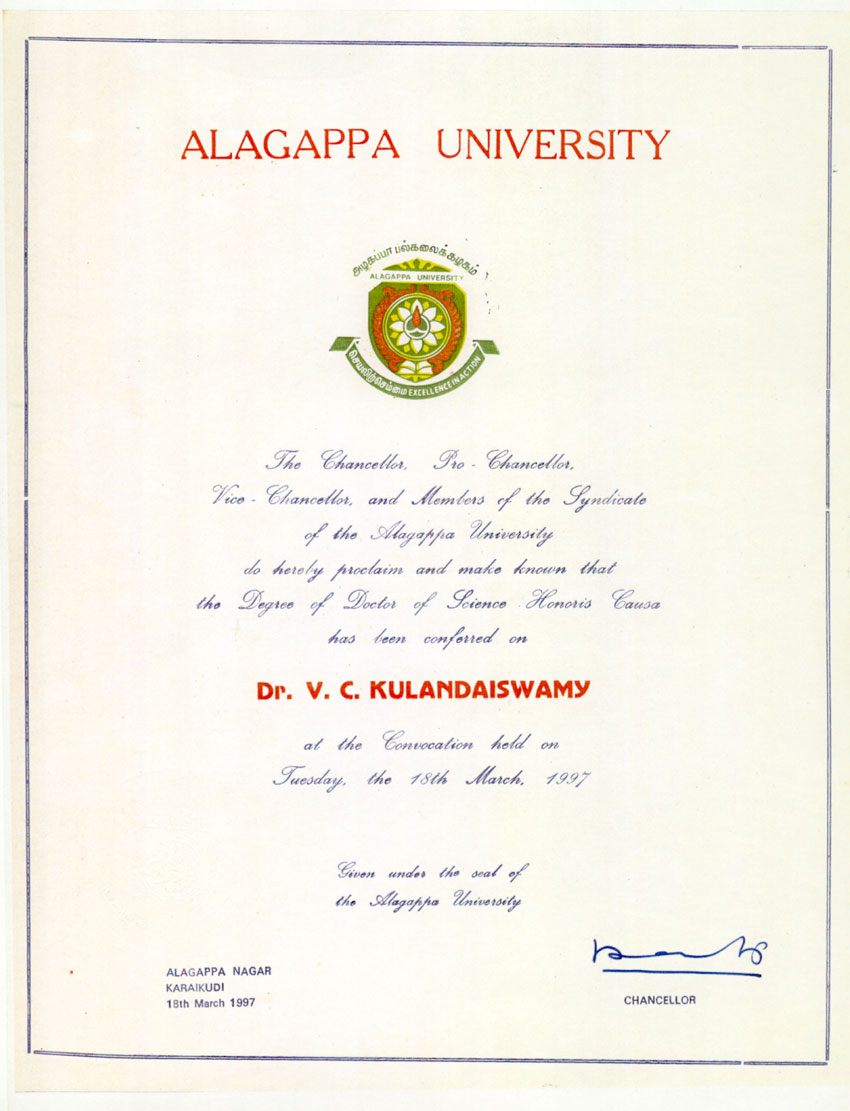 ALAGAPPA UNIVERSITY
அழகப்பா பல்கலைக்கழகம்
ALAGAPPA UNIVERSITY
செயலிற்செம்மை EXCELLENCE IN ACTION
The Chancellor, Pro - Chancellor,
Vice - Chancellor, and Members of the Syndicate
of the Alagappa University
do hereby proclaim and make known that
the Degree of Doctor of Science Honoris Causa
has been conferred on
Dr. V. C. KULANDAISWAMY
at the Convocation held on
Tuesday, the 18th March, 1997
Given under the seal of
the Alagappa University
ALAGAPPA NAGAR
KARAIKUDI
18th March 1997
CHANCELLOR